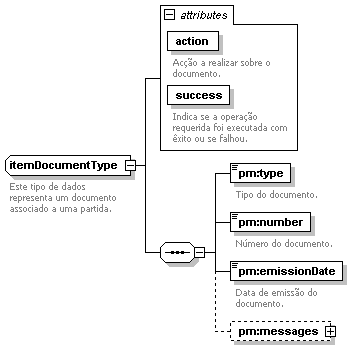 attributes
action
Acção a realizar sobre o
documento.
success
Indica se a operação
requerida foi executada com
êxito ou se falhou.
itemDocumentType
Este tipo de dados
representa um documento
associado a uma partida.
pm:type
Tipo do documento.
pm:number
Número do documento.
pm:emissionDate
Data de emissão do
documento.
pm:messages